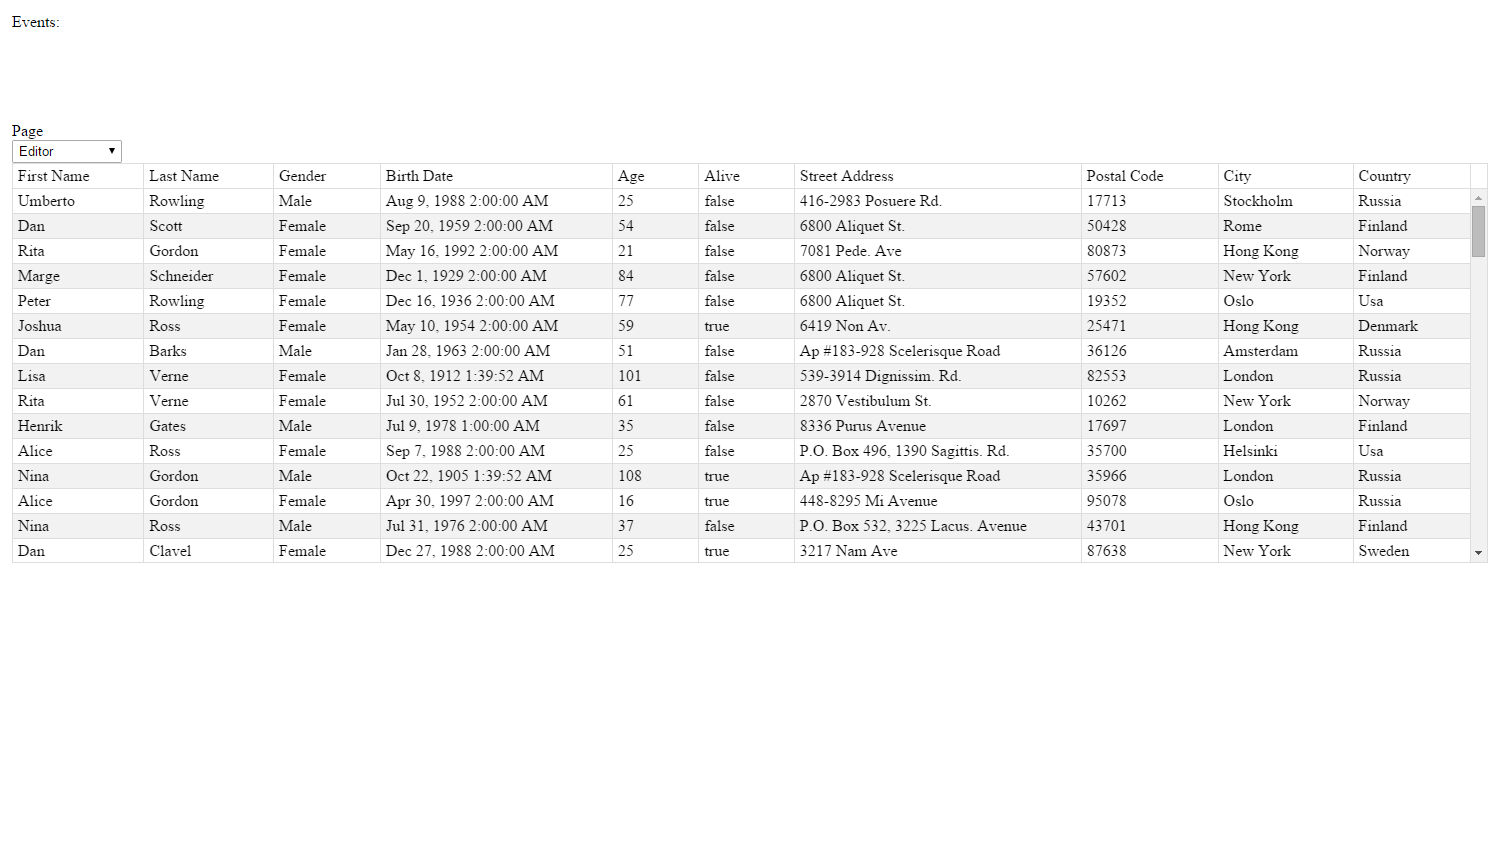 Events:
Page
Editor
First Name Last Name Gender Birth Date Age Alive Street Address Postal Code City Country
Umberto Rowling Male Aug 9, 1988 2:00:00 AM 25 false 416-2983 Posuere Rd. 17713 Stockholm Russia
Dan Scott Female Sep 20, 1959 2:00:00 AM 54 false 6800 Aliquet St. 50428 Rome Finland
Rita Gordon Female May 16, 1992 2:00:00 AM 21 false 7081 Pede. Ave 80873 Hong Kong Norway
Marge Schneider Female Dec 1, 1929 2:00:00 AM 84 false 6800 Aliquet St. 57602 New York Finland
Peter Rowling Female Dec 16, 1936 2:00:00 AM 77 false 6800 Aliquet St. 19352 Oslo Usa
Joshua Ross Female May 10, 1954 2:00:00 AM 59 true 6419 Non Av. 25471 Hong Kong Denmark
Dan Barks Male Jan 28, 1963 2:00:00 AM 51 false Ap #183-928 Scelerisque Road 36126 Amsterdam Russia
Lisa Verne Female Oct 8, 1912 1:39:52 AM 101 false 539-3914 Dignissim. Rd. 82553 London Russia
Rita Verne Female Jul 30, 1952 2:00:00 AM 61 false 2870 Vestibulum St. 10262 New York Norway
Henrik Gates Male Jul 9, 1978 1:00:00 AM 35 false 8336 Purus Avenue 17697 London Finland
Alice Ross Female Sep 7, 1988 2:00:00 AM 25 false P.O. Box 496, 1390 Sagittis. Rd. 35700 Helsinki Usa
Nina Gordon Male Oct 22, 1905 1:39:52 AM 108 true Ap #183-928 Scelerisque Road 35966 London Russia
Alice Gordon Female Apr 30, 1997 2:00:00 AM 16 true 448-8295 Mi Avenue 95078 Oslo Russia
Nina Ross Male Jul 31, 1976 2:00:00 AM 37 false P.O. Box 532, 3225 Lacus. Avenue 43701 Hong Kong Finland
Dan Clavel Female Dec 27, 1988 2:00:00 AM 25 true 3217 Nam Ave 87638 New York Sweden